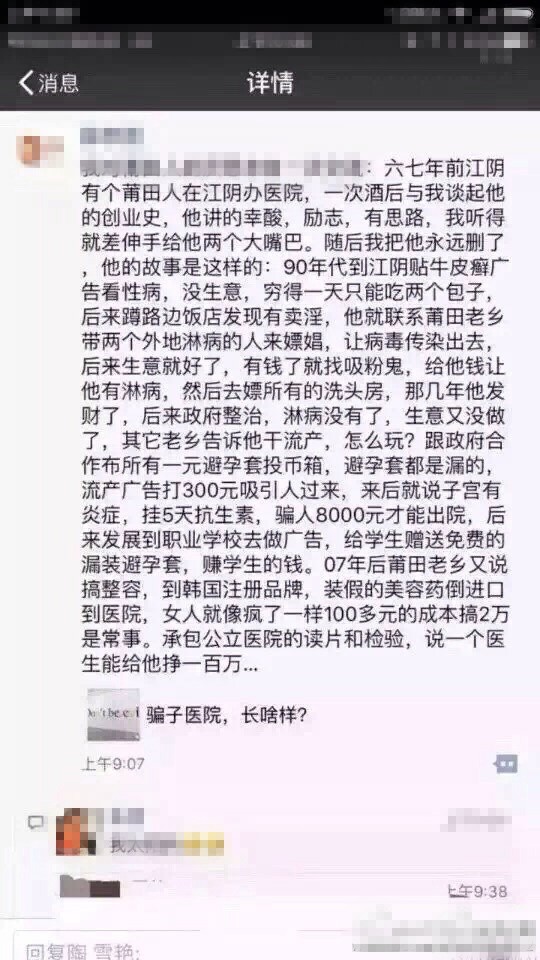 消息
详情
：六七年前江阴
有个莆田人在江阴办医院，一次酒后与我谈起他
的创业史，他讲的幸酸，励志，有思路，我听得
就差伸手给他两个大嘴巴。随后我把他永远删了
，他的故事是这样的：90年代到江阴贴牛皮癣广
告看性病，没生意，穷得一天只能吃两个包子，
后来蹲路边饭店发现有卖淫，他就联系莆田老乡
带两个外地淋病的人来嫖娼，让病毒传染出去，
后来生意就好了，有钱了就找吸粉鬼，给他钱让
他有淋病，然后去嫖所有的洗头房，那几年他发
财了，后来政府整治，淋病没有了，生意又没做
了，其它老乡告诉他干流产，怎么玩？跟政府合
作布所有一元避孕套投币箱，避孕套都是漏的，
流产广告打300元吸引人过来，来后就说子宫有
炎症，挂5天抗生素，骗人8000元才能出院，后
来发展到职业学校去做广告，给学生赠送免费的
漏装避孕套，赚学生的钱。07年后莆田老乡又说
搞整容，到韩国注册品牌，装假的美容药倒进口
到医院，女人就像疯了一样100多元的成本搞2万
是常事。承包公立医院的读片和检验，说一个医
生能给他挣一百万...
Don't be evil
骗子医院，长啥样？
上午9:07
上午9:38
回复陶 雪艳: